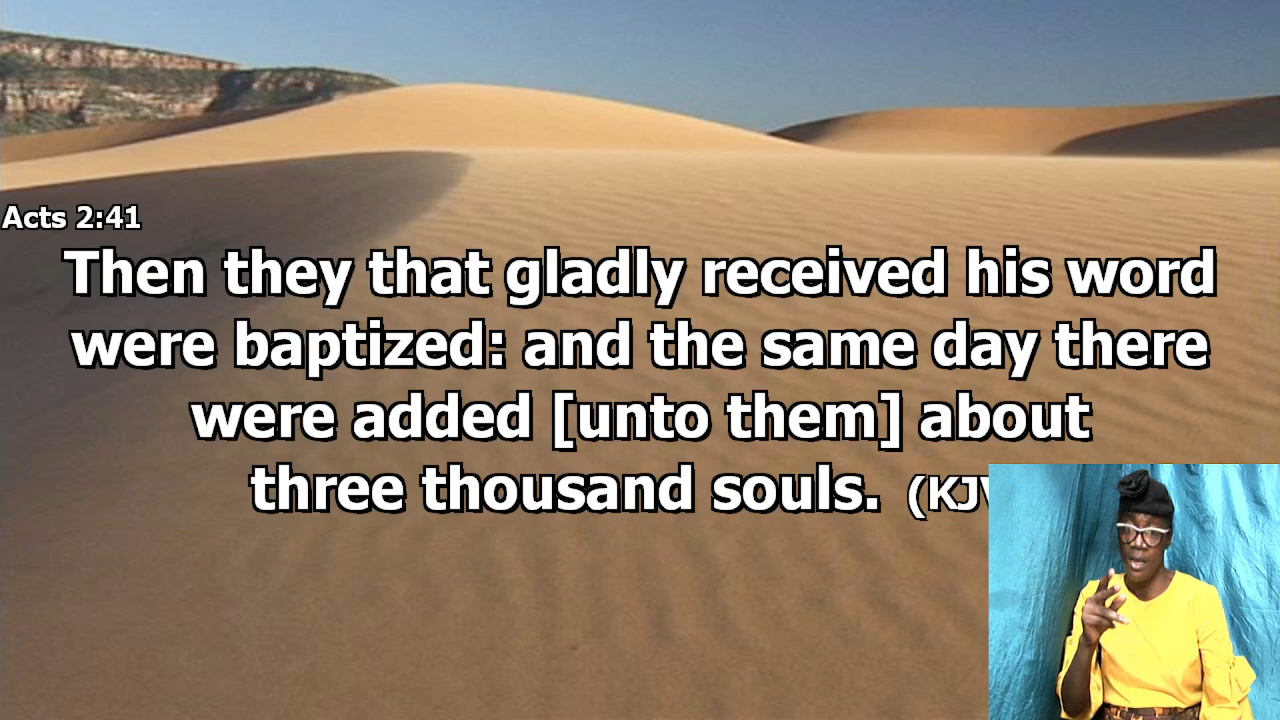 Acts 2:41
Then they that gladly received his word
were baptized: and the same day there
were added [unto them] about
three thousand souls. (KJV